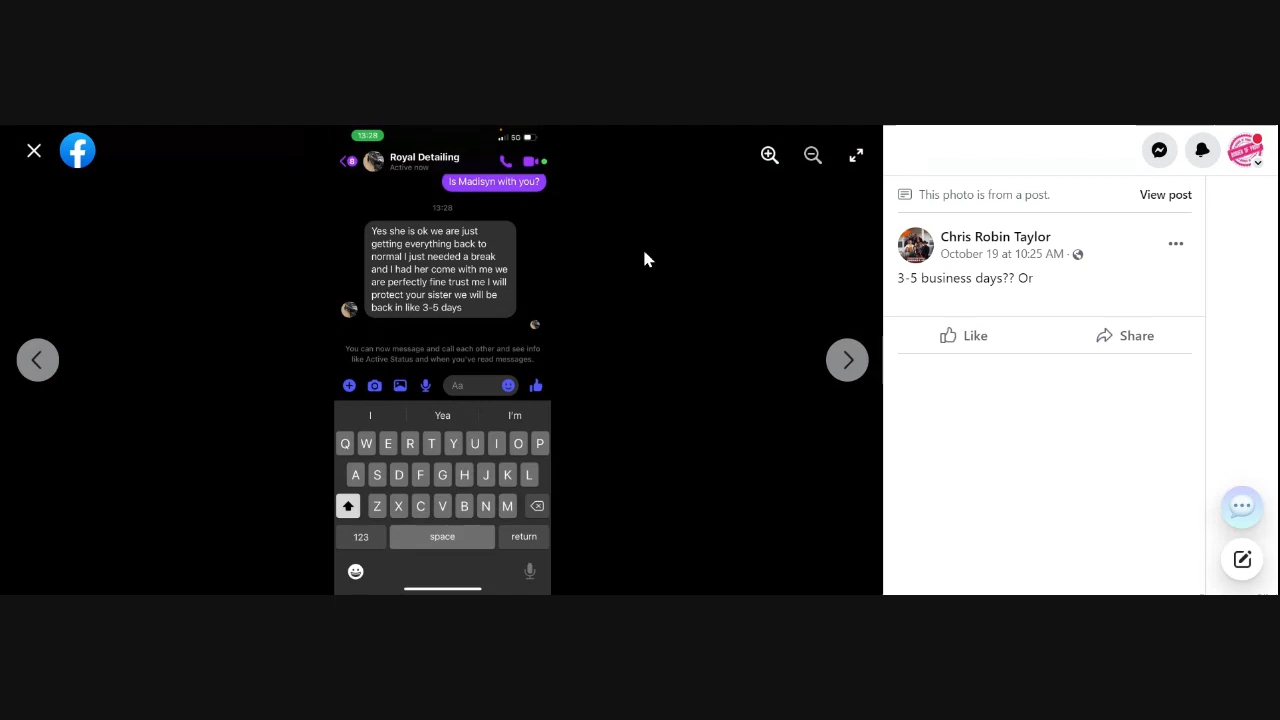 13:28
5G
8
Royal Detailing
Active now
Is Madisyn with you?
13:28
Yes she is ok we are just
getting everything back to
normal I just needed a break
and I had her come with me we
are perfectly fine trust me I will
protect your sister we will be
back in like 3-5 days
You can now message and call each other and see info
like Active Status and when you've read messages.
Aa
I Yea I'm
Q W E R T Y U I O P
A S D F G H J K L
Z X C V B N M
123 space return
This photo is from a post. View post
Chris Robin Taylor
October 19 at 10:25 AM ·
3-5 business days?? Or
Like Share